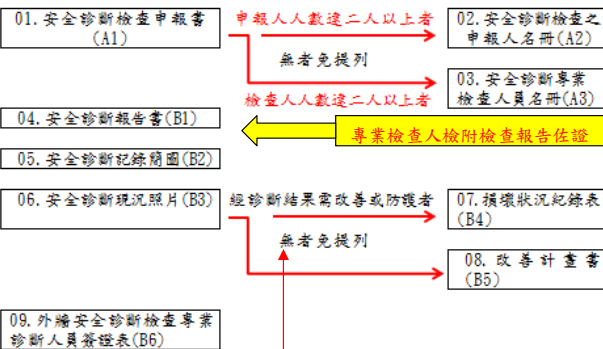 01.安全診斷檢查申報書
(A1)
申報人人數達二人以上者
02.安全診斷檢查之
申報人名冊(A2)
無者免提列
03.安全診斷專業
檢查人員名冊(A3)
檢查人人數達二人以上者
04.安全診斷報告書(B1)
專業檢查人檢附檢查報告佐證
05.安全診斷記錄簡圖(B2)
06.安全診斷現況照片(B3)
經診斷結果需改善或防護者
07.損壞狀況紀錄表
(B4)
無者免提列
08.改善計畫書
(B5)
09.外牆安全診斷檢查專業
診斷人員簽證表(B6)